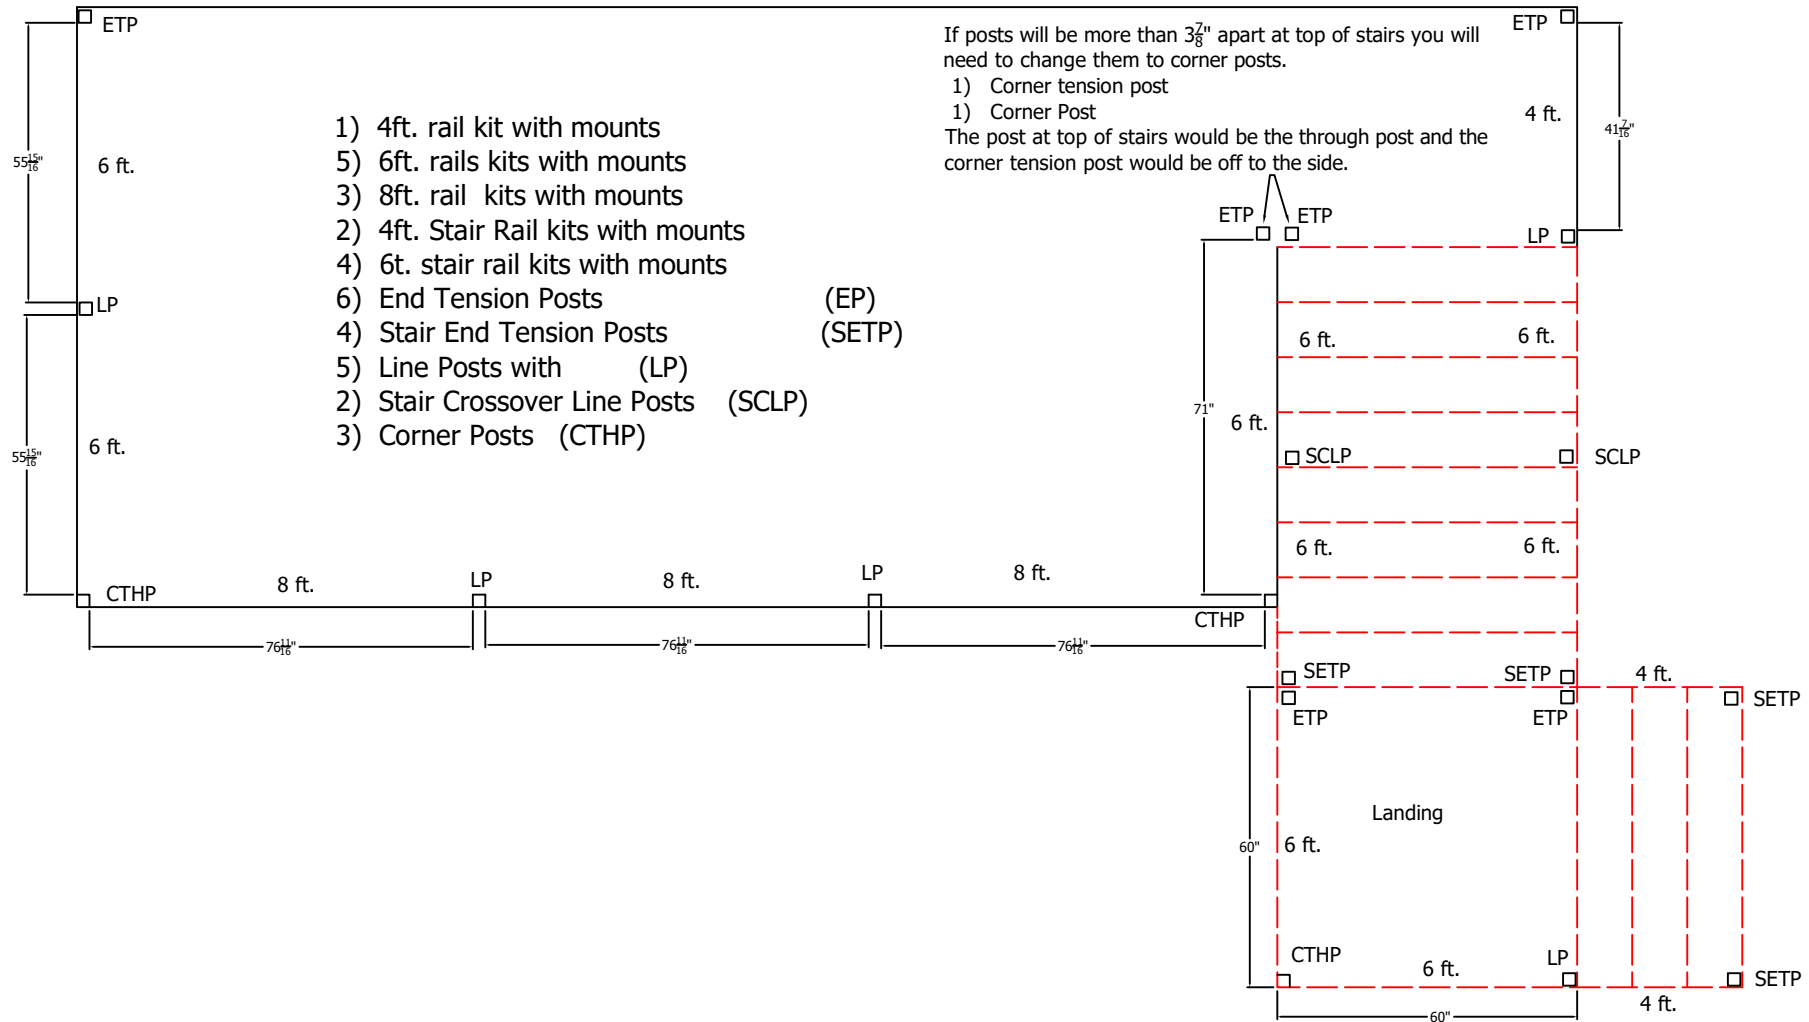 ETP
ETP
If posts will be more than 3 7/8" apart at top of stairs you will
need to change them to corner posts.
1) Corner tension post
1) Corner Post
The post at top of stairs would be the through post and the
corner tension post would be off to the side.
4 ft.
41 7/16"
55 15/16"
6 ft.
1) 4ft. rail kit with mounts
5) 6ft. rails kits with mounts
3) 8ft. rail kits with mounts
2) 4ft. Stair Rail kits with mounts
4) 6t. stair rail kits with mounts
6) End Tension Posts (EP)
4) Stair End Tension Posts (SETP)
5) Line Posts with (LP)
2) Stair Crossover Line Posts (SCLP)
3) Corner Posts (CTHP)
ETP
ETP
LP
LP
6 ft.
6 ft.
71"
6 ft.
55 15/16"
6 ft.
SCLP
SCLP
6 ft.
6 ft.
CTHP
8 ft.
LP
8 ft.
LP
8 ft.
CTHP
76 11/16"
76 11/16"
76 11/16"
SETP
SETP
4 ft.
SETP
ETP
ETP
Landing
60"
6 ft.
CTHP
6 ft.
LP
SETP
4 ft.
60"